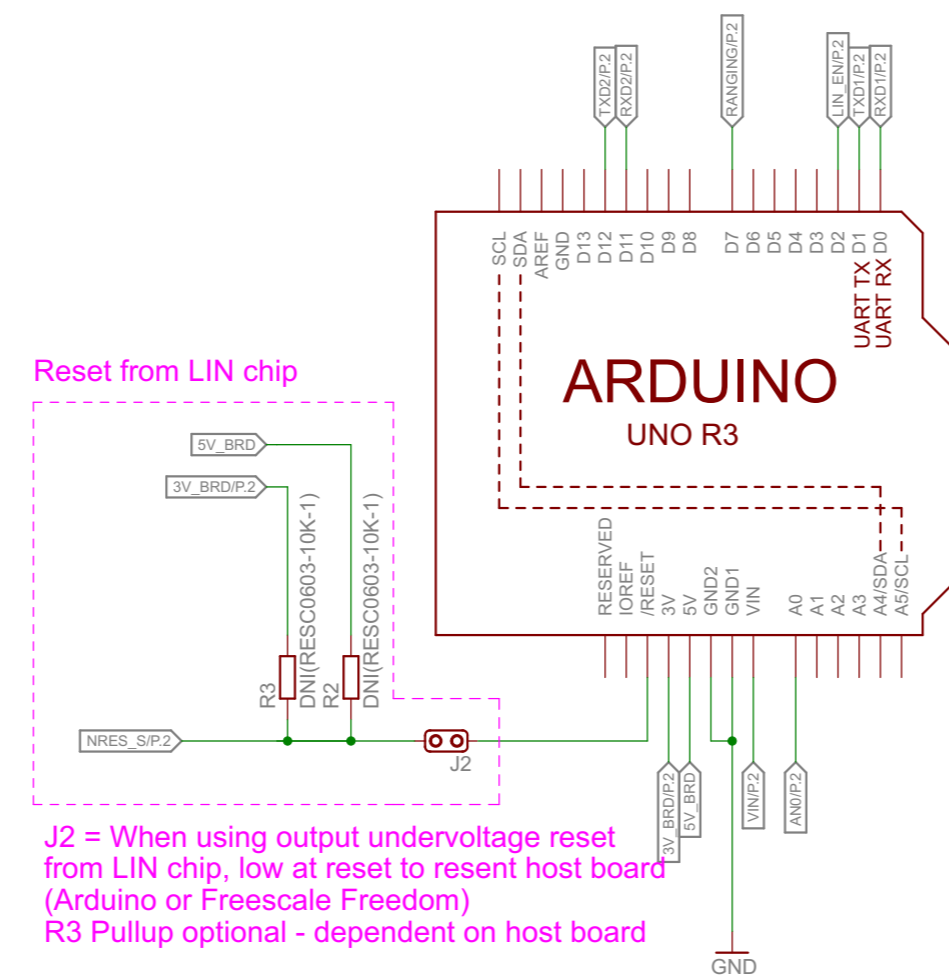 TXD2/P.2
RXD2/P.2
RANGING/P.2
LIN_EN/P.2
TXD1/P.2
RXD1/P.2
SCL
SDA
AREF
GND
D13
D12
D11
D10
D9
D8
D7
D6
D5
D4
D3
D2
D1
D0
UART TX
UART RX
ARDUINO
UNO R3
Reset from LIN chip
5V_BRD
3V_BRD/P.2
R3
DNI(RESC0603-10K-1)
R2
DNI(RESC0603-10K-1)
NRES_S/P.2
J2
RESERVED
IOREF
/RESET
3V
5V
GND2
GND1
VIN
A0
A1
A2
A3
A4/SDA
A5/SCL
3V_BRD/P.2
5V_BRD
VIN/P.2
AN0/P.2
GND
J2 = When using output undervoltage reset
from LIN chip, low at reset to resent host board
(Arduino or Freescale Freedom)
R3 Pullup optional - dependent on host board